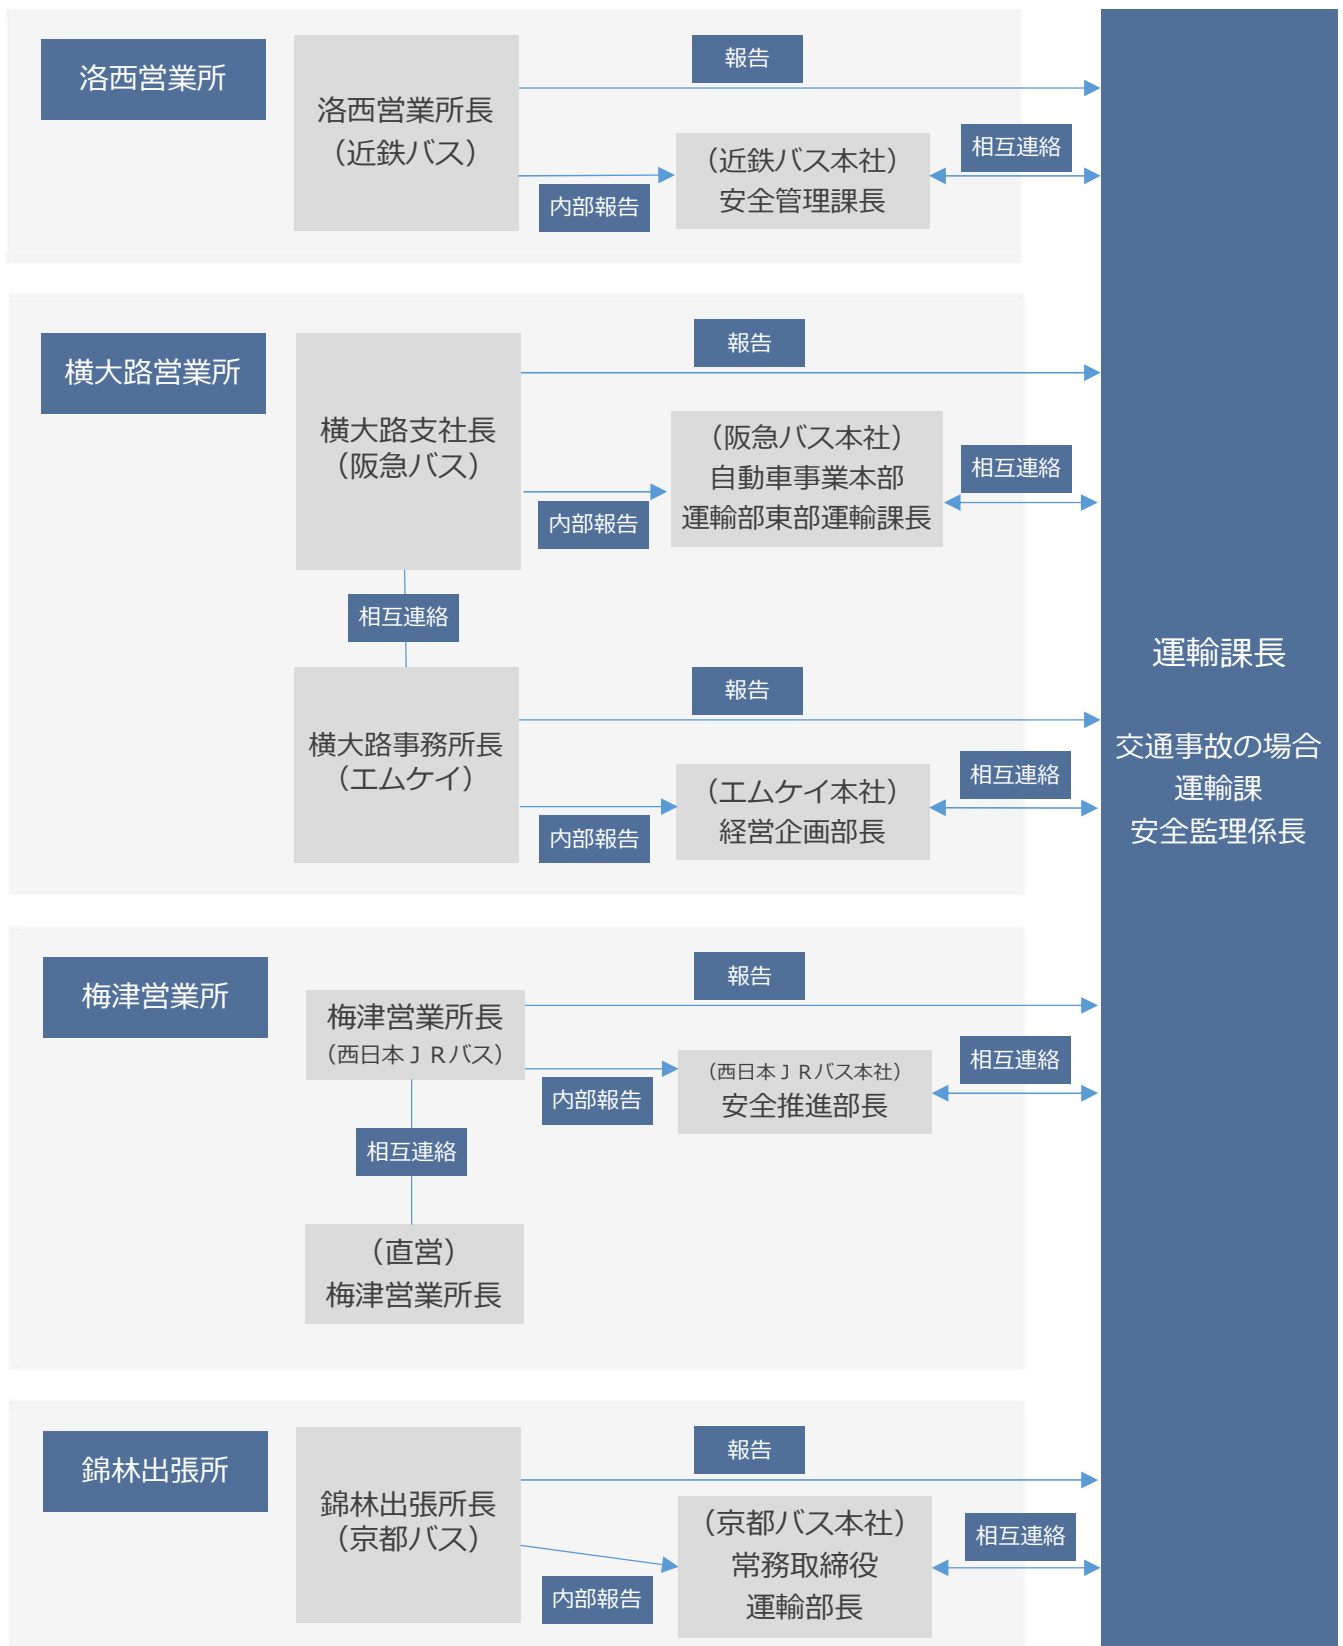 洛西営業所
洛西営業所長
（近鉄バス）
報告
内部報告
（近鉄バス本社）
安全管理課長
相互連絡
横大路営業所
横大路支社長
（阪急バス）
報告
内部報告
（阪急バス本社）
自動車事業本部
運輸部東部運輸課長
相互連絡
相互連絡
横大路事務所長
（エムケイ）
報告
内部報告
（エムケイ本社）
経営企画部長
相互連絡
梅津営業所
梅津営業所長
（西日本ＪＲバス）
報告
内部報告
（西日本ＪＲバス本社）
安全推進部長
相互連絡
相互連絡
（直営）
梅津営業所長
錦林出張所
錦林出張所長
（京都バス）
報告
内部報告
（京都バス本社）
常務取締役
運輸部長
相互連絡
運輸課長
交通事故の場合
運輸課
安全監理係長